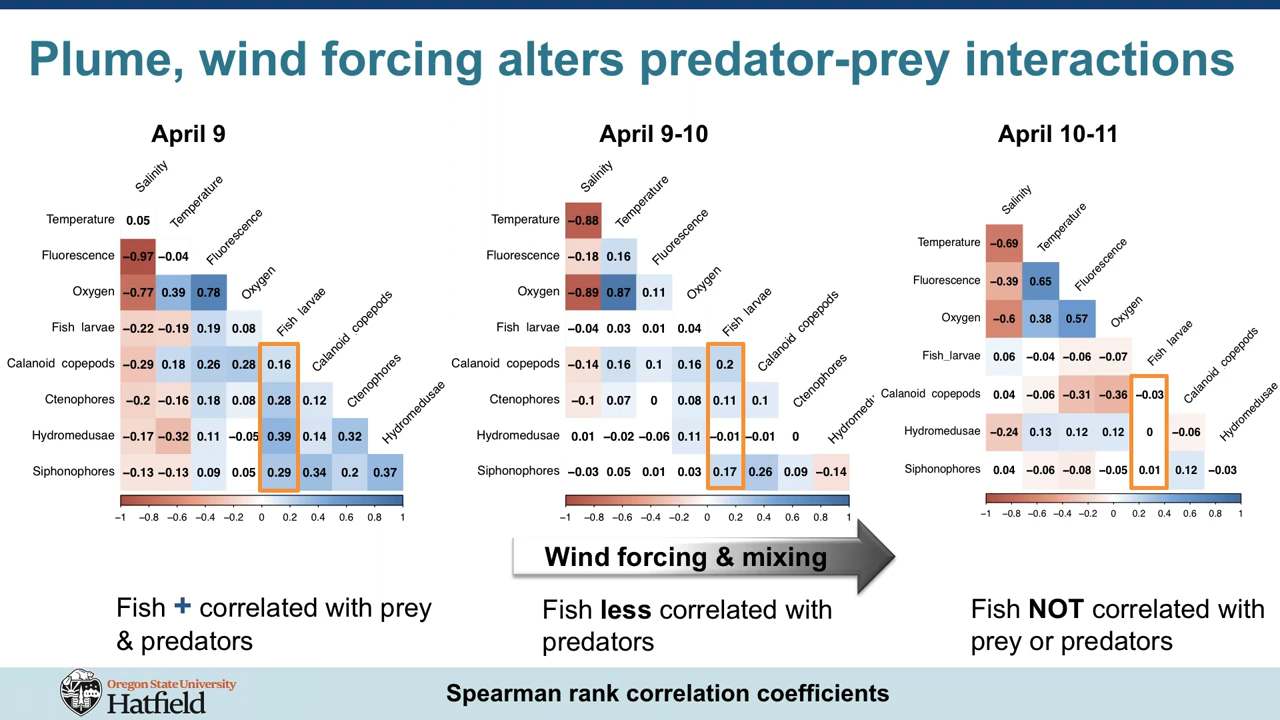 Plume, wind forcing alters predator-prey interactions
April 9
Salinity
Temperature 0.05 Temperature
Fluorescence −0.97 −0.04 Fluorescence
Oxygen −0.77 0.39 0.78 Oxygen
Fish larvae −0.22 −0.19 0.19 0.08 Fish larvae
Calanoid copepods −0.29 0.18 0.26 0.28 0.16 Calanoid copepods
Ctenophores −0.2 −0.16 0.18 0.08 0.28 0.12 Ctenophores
Hydromedusae −0.17 −0.32 0.11 −0.05 0.39 0.14 0.32 Hydromedusae
Siphonophores −0.13 −0.13 0.09 0.05 0.29 0.34 0.2 0.37
−1 −0.8 −0.6 −0.4 −0.2 0 0.2 0.4 0.6 0.8 1
Fish + correlated with prey
& predators
April 9-10
Salinity
Temperature −0.88 Temperature
Fluorescence −0.18 0.16 Fluorescence
Oxygen −0.89 0.87 0.11 Oxygen
Fish larvae −0.04 0.03 0.01 0.04 Fish larvae
Calanoid copepods −0.14 0.16 0.1 0.16 0.2 Calanoid copepods
Ctenophores −0.1 0.07 0 0.08 0.11 0.1 Ctenophores
Hydromedusae 0.01 −0.02 −0.06 0.11 −0.01 −0.01 0 Hydromedu
Siphonophores −0.03 0.05 0.01 0.03 0.17 0.26 0.09 −0.14
−1 −0.8 −0.6 −0.4 −0.2 0 0.2 0.4 0.6 0.8 1
Wind forcing & mixing
Fish less correlated with
predators
April 10-11
Salinity
Temperature −0.69 Temperature
Fluorescence −0.39 0.65 Fluorescence
Oxygen −0.6 0.38 0.57 Oxygen
Fish_larvae 0.06 −0.04 −0.06 −0.07 Fish larvae
Calanoid copepods 0.04 −0.06 −0.31 −0.36 −0.03 Calanoid copepods
Hydromedusae −0.24 0.13 0.12 0.12 0 −0.06 Hydromedusae
Siphonophores 0.04 −0.06 −0.08 −0.05 0.01 0.12 −0.03
−1 −0.8 −0.6 −0.4 −0.2 0 0.2 0.4 0.6 0.8 1
Fish NOT correlated with
prey or predators
Oregon State University
Hatfield
Spearman rank correlation coefficients